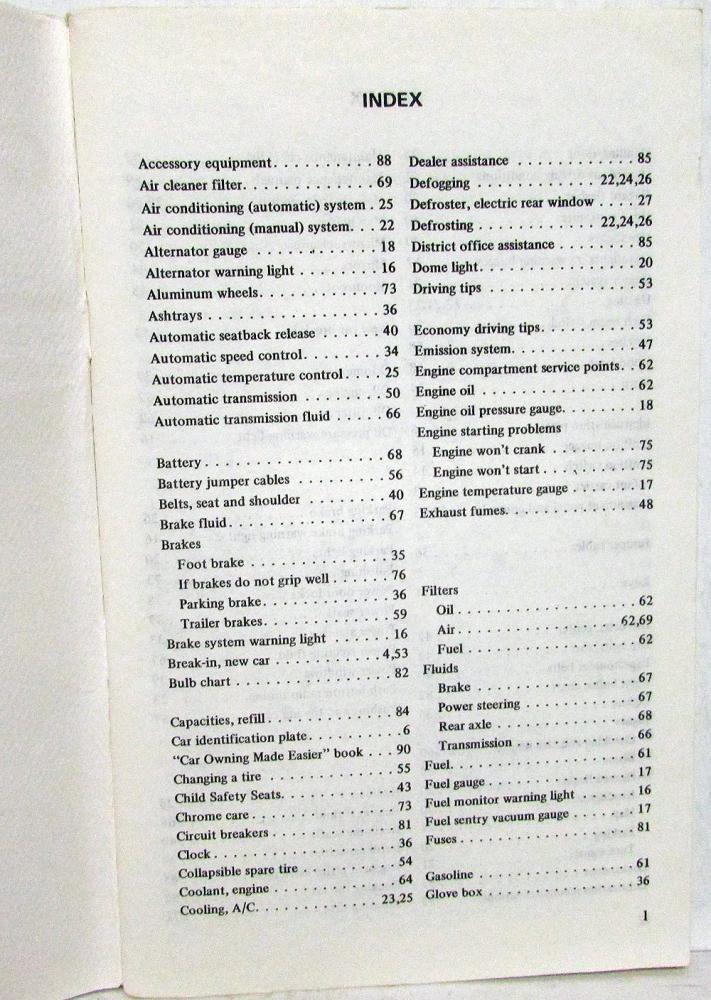 INDEX
Accessory equipment. . . . . . . . . . 88
Air cleaner filter. . . . . . . . . . . . . 69
Air conditioning (automatic) system . 25
Air conditioning (manual) system. . . 22
Alternator gauge . . . . . . . . . . . . 18
Alternator warning light . . . . . . . . 16
Aluminum wheels. . . . . . . . . . . . 73
Ashtrays . . . . . . . . . . . . . . . . . 36
Automatic seatback release . . . . . . 40
Automatic speed control. . . . . . . . 34
Automatic temperature control. . . . 25
Automatic transmission . . . . . . . . 50
Automatic transmission fluid . . . . . 66
Battery . . . . . . . . . . . . . . . . . . 68
Battery jumper cables . . . . . . . . . 56
Belts, seat and shoulder . . . . . . . . 40
Brake fluid. . . . . . . . . . . . . . . . 67
Brakes
Foot brake . . . . . . . . . . . . . . 35
If brakes do not grip well . . . . . . 76
Parking brake. . . . . . . . . . . . . 36
Trailer brakes. . . . . . . . . . . . . 59
Brake system warning light . . . . . . 16
Break-in, new car . . . . . . . . . . 4,53
Bulb chart . . . . . . . . . . . . . . . . 82
Capacities, refill . . . . . . . . . . . . . 84
Car identification plate. . . . . . . . . . 6
“Car Owning Made Easier” book . . . 90
Changing a tire . . . . . . . . . . . . . 55
Child Safety Seats. . . . . . . . . . . . 43
Chrome care . . . . . . . . . . . . . . . 73
Circuit breakers . . . . . . . . . . . . . 81
Clock . . . . . . . . . . . . . . . . . . . 36
Collapsible spare tire . . . . . . . . . . 54
Coolant, engine . . . . . . . . . . . . . 64
Cooling, A/C. . . . . . . . . . . . . 23,25
Dealer assistance . . . . . . . . . . . . 85
Defogging . . . . . . . . . . . . 22,24,26
Defroster, electric rear window . . . . 27
Defrosting . . . . . . . . . . . . 22,24,26
District office assistance . . . . . . . . 85
Dome light. . . . . . . . . . . . . . . . 20
Driving tips . . . . . . . . . . . . . . . 53
Economy driving tips. . . . . . . . . . 53
Emission system. . . . . . . . . . . . . 47
Engine compartment service points. . 62
Engine oil . . . . . . . . . . . . . . . . 62
Engine oil pressure gauge. . . . . . . . 18
Engine starting problems
Engine won’t crank . . . . . . . . . 75
Engine won’t start . . . . . . . . . . 75
Engine temperature gauge . . . . . . . 17
Exhaust fumes. . . . . . . . . . . . . . 48
Filters
Oil . . . . . . . . . . . . . . . . . . . 62
Air . . . . . . . . . . . . . . . . . 62,69
Fuel . . . . . . . . . . . . . . . . . . 62
Fluids
Brake . . . . . . . . . . . . . . . . . 67
Power steering . . . . . . . . . . . . 67
Rear axle . . . . . . . . . . . . . . . 68
Transmission . . . . . . . . . . . . . 66
Fuel. . . . . . . . . . . . . . . . . . . . 61
Fuel gauge . . . . . . . . . . . . . . . . 17
Fuel monitor warning light . . . . . . 16
Fuel sentry vacuum gauge . . . . . . . 17
Fuses . . . . . . . . . . . . . . . . . . . 81
Gasoline . . . . . . . . . . . . . . . . . 61
Glove box . . . . . . . . . . . . . . . . 36
1